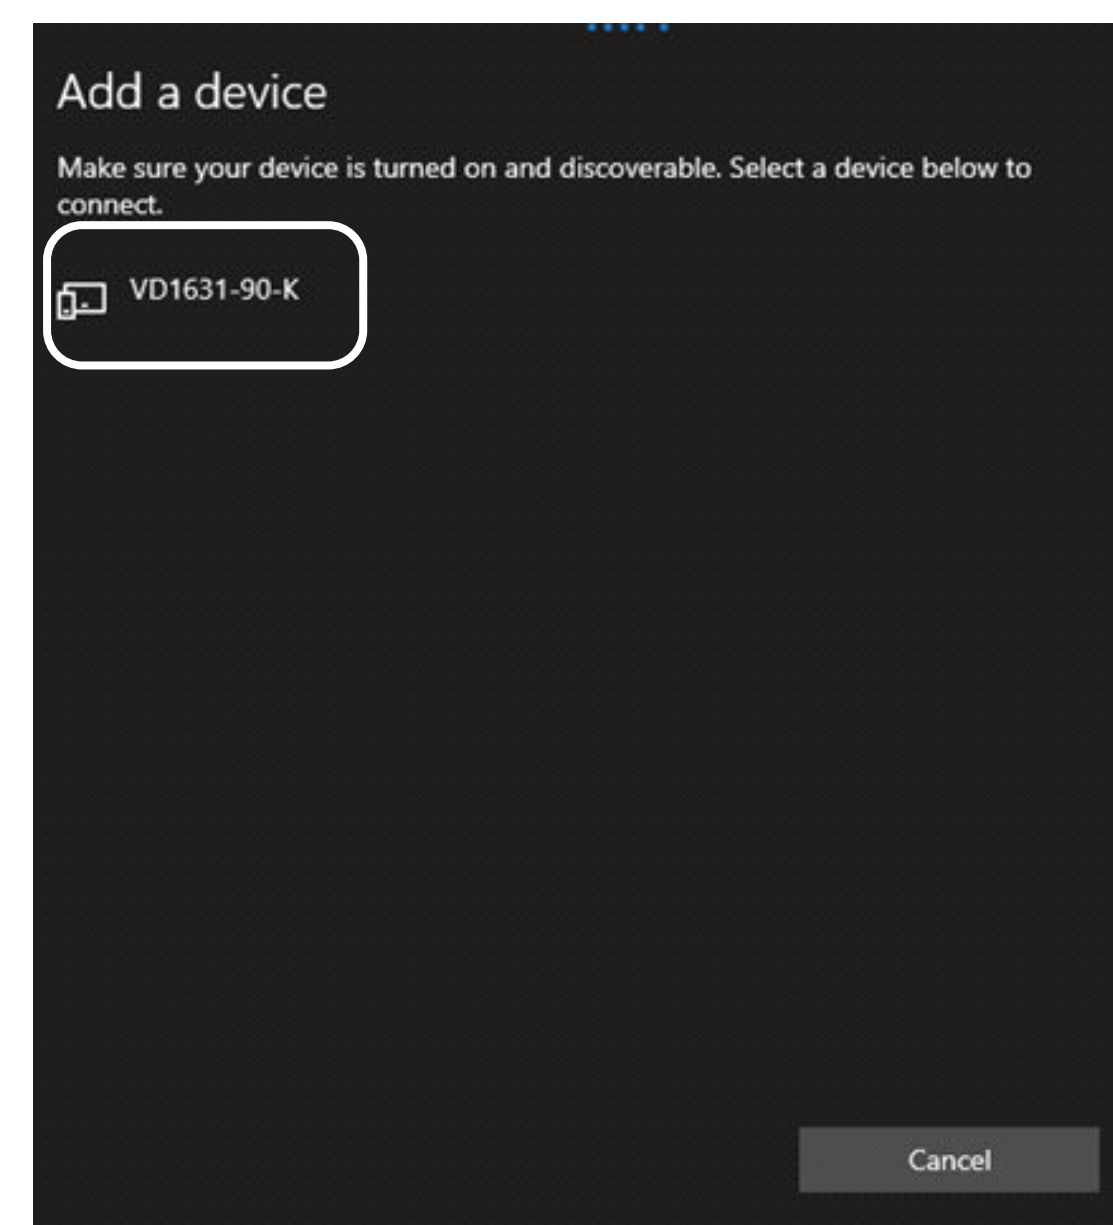 Add a device
Make sure your device is turned on and discoverable. Select a device below to
connect.
VD1631-90-K
Cancel